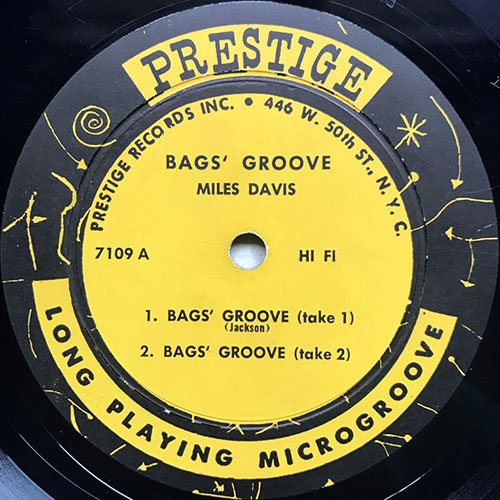 PRESTIGE
PRESTIGE RECORDS INC. • 446 W. 50th ST., N.Y.C.
BAGS' GROOVE
MILES DAVIS
7109 A
HI FI
1. BAGS' GROOVE (take 1)
(Jackson)
2. BAGS' GROOVE (take 2)
LONG PLAYING MICROGROOVE